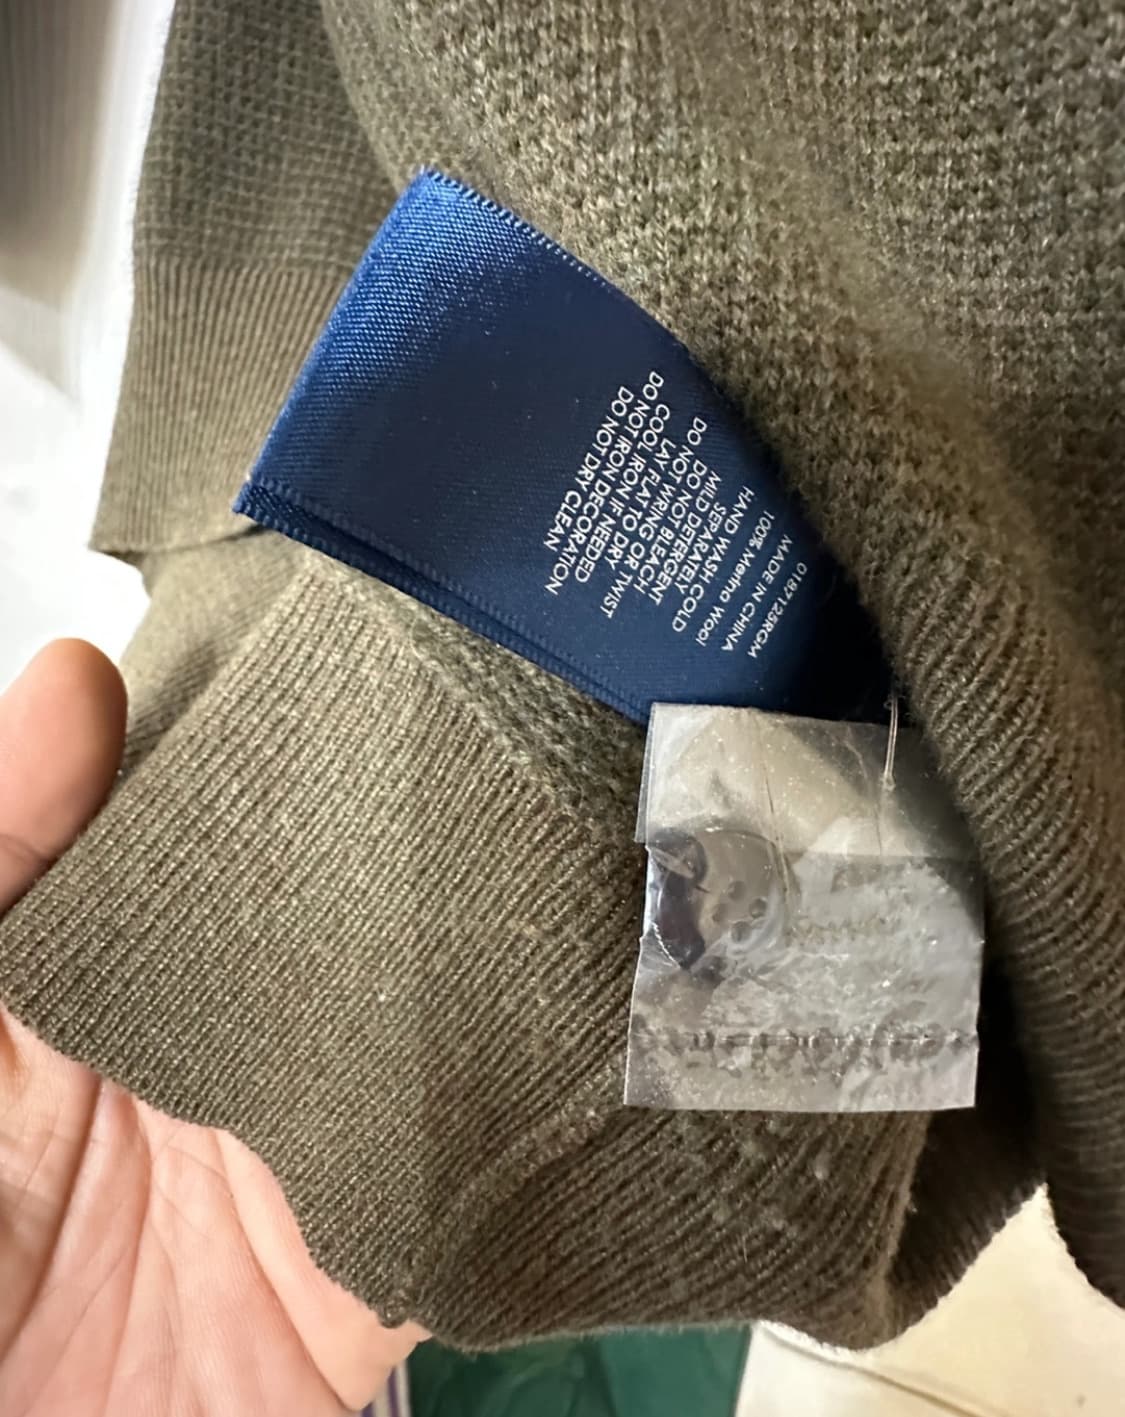 0187125RGM
MADE IN CHINA
100% Merino Wool
HAND WASH COLD
SEPARATELY
MILD DETERGENT
DO NOT BLEACH
DO NOT WRING OR TWIST
LAY FLAT TO DRY
COOL IRON IF NEEDED
DO NOT IRON DECORATION
DO NOT DRY CLEAN